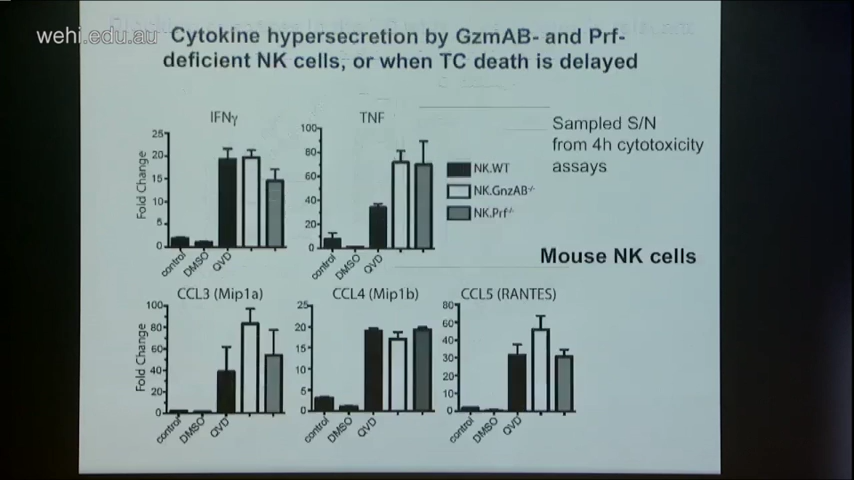 wehi.edu.au
Cytokine hypersecretion by GzmAB- and Prf-
deficient NK cells, or when TC death is delayed
IFNγ
TNF
Sampled S/N
from 4h cytotoxicity
assays
Fold Change
25
20
15
10
5
0
control
DMSO
QVD
100
80
60
40
20
0
control
DMSO
QVD
NK.WT
NK.GnzAB-/-
NK.Prf-/-
Mouse NK cells
CCL3 (Mip1a)
CCL4 (Mip1b)
CCL5 (RANTES)
Fold Change
100
80
60
40
20
0
control
DMSO
QVD
25
20
15
10
5
0
control
DMSO
QVD
80
50
40
30
20
10
0
control
DMSO
QVD